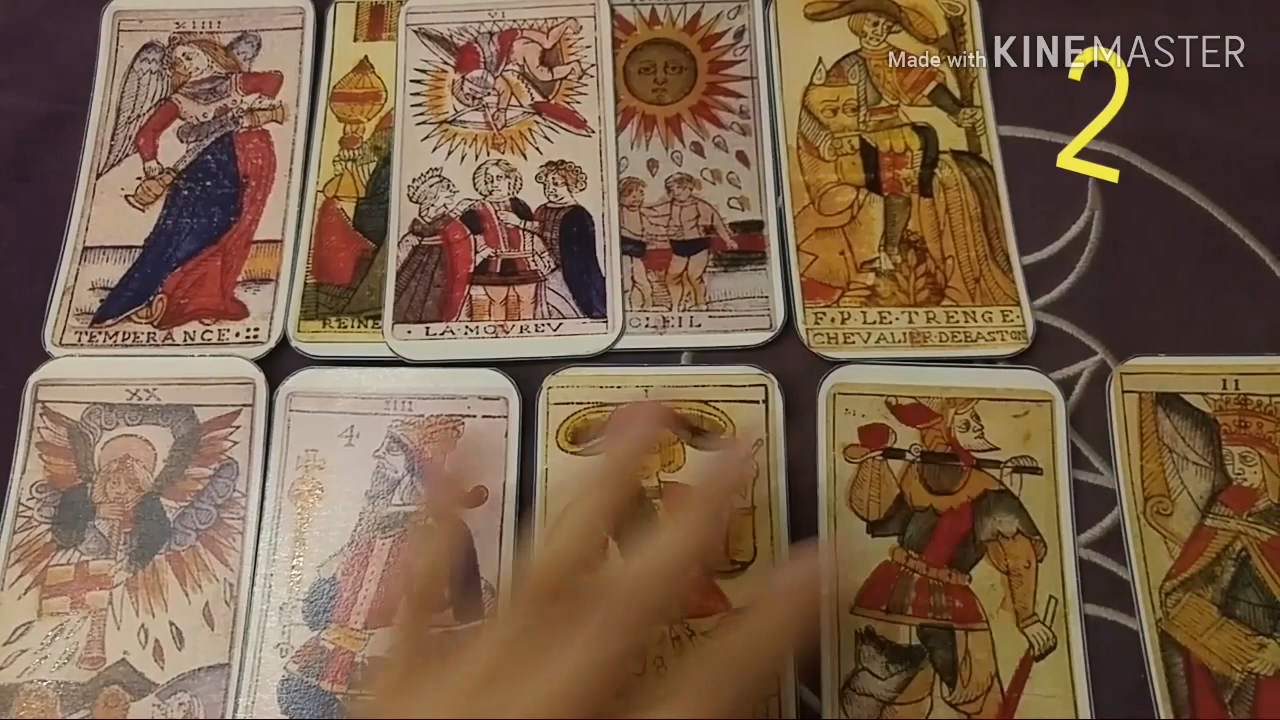 Made with KINEMASTER
2
XIIII
VI
TEMPERANCE
REINE
LA·MOVREV
OLEIL
F·P·LE·TRENGE·
CHEVALIER·DEBASTON
XX
IIII
4
I
II